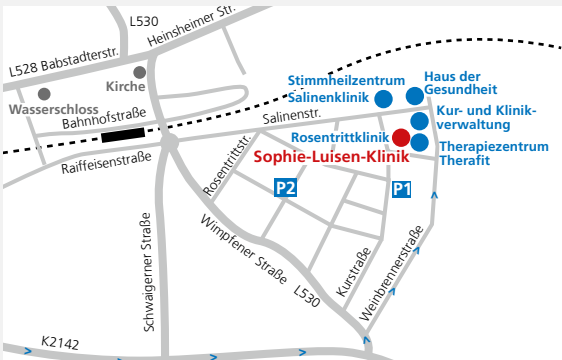 L530
Heinsheimer Str.
L528 Babstadterstr.
Kirche
Wasserschloss
Bahnhofstraße
Raiffeisenstraße
Stimmheilzentrum
Salinenklinik
Haus der
Gesundheit
Salinenstr.
Kur- und Klinik-
verwaltung
Rosentrittklinik
Therapiezentrum
Therafit
Sophie-Luisen-Klinik
Rosentrittstr.
P2
P1
Schwaigerner Straße
Wimpfener Straße
L530
Kurstraße
Weinbrennerstraße
K2142